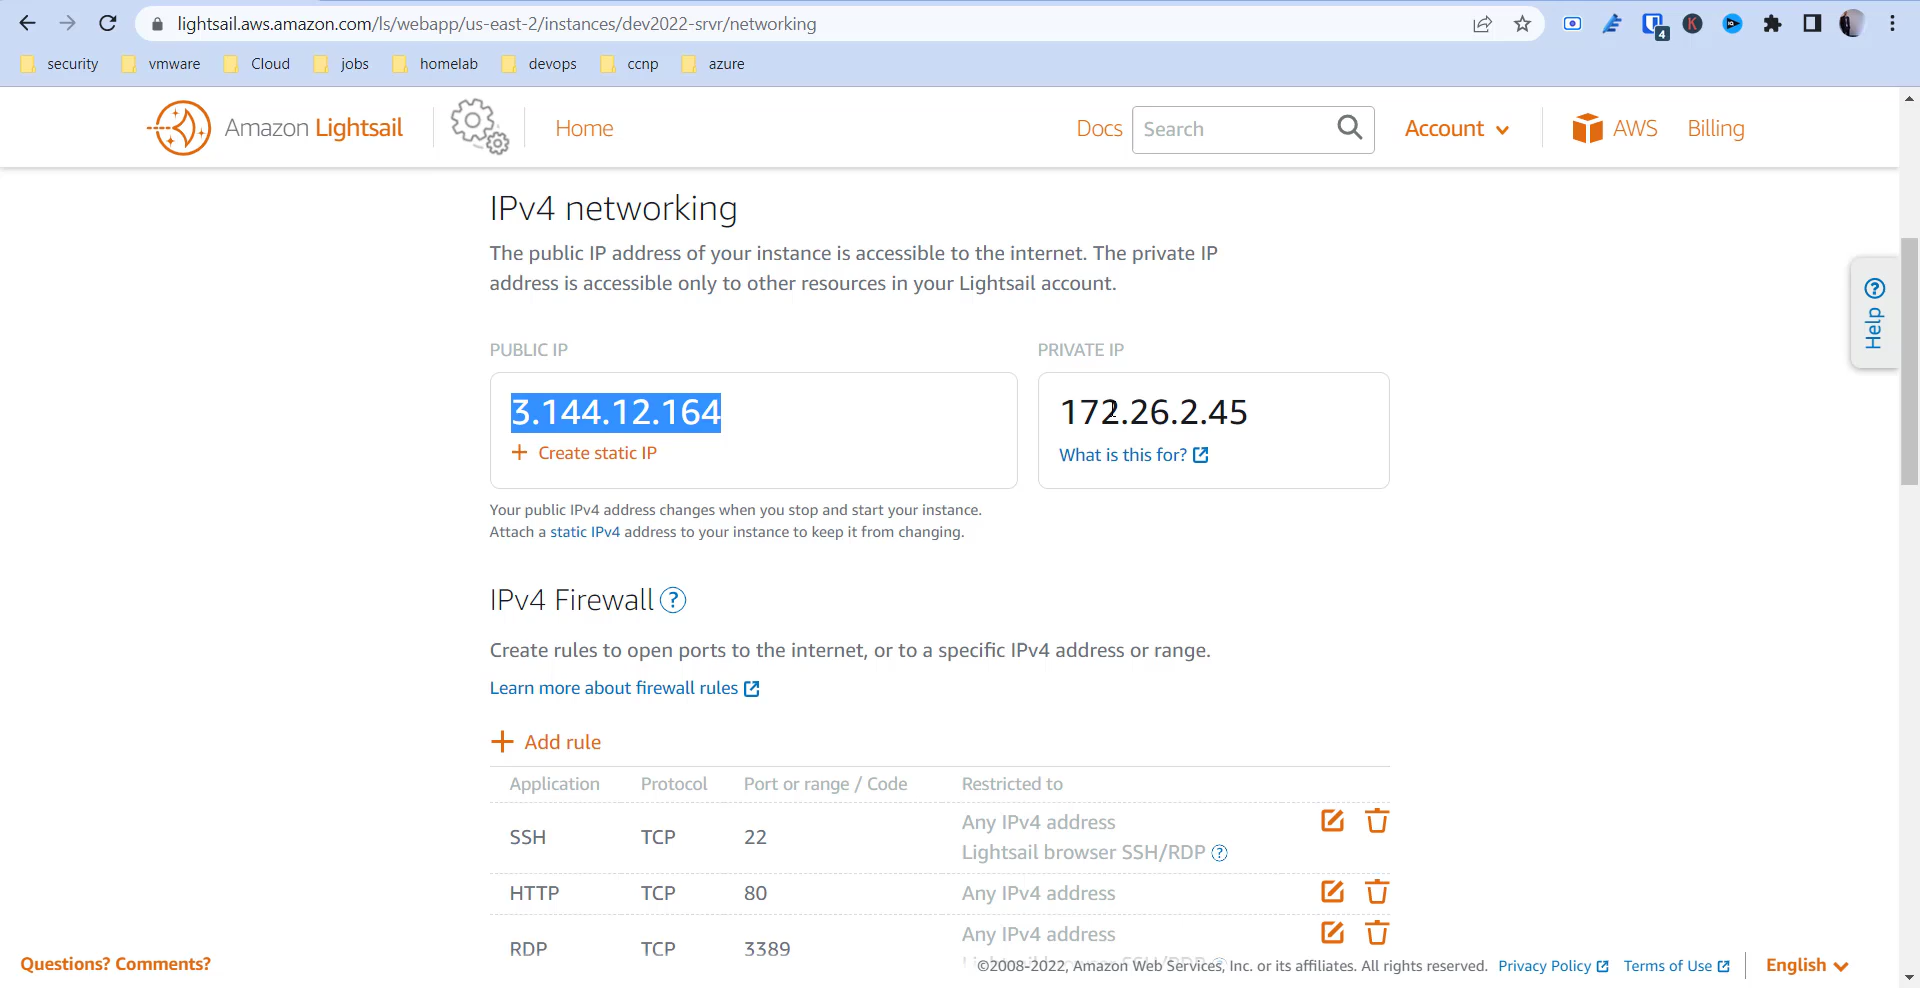 lightsail.aws.amazon.com/ls/webapp/us-east-2/instances/dev2022-srvr/networking
4
K
security
vmware
Cloud
jobs
homelab
devops
ccnp
azure
Amazon Lightsail
Home
Docs
Search
Account
AWS
Billing
IPv4 networking
The public IP address of your instance is accessible to the internet. The private IP
address is accessible only to other resources in your Lightsail account.
PUBLIC IP
PRIVATE IP
3.144.12.164
+ Create static IP
172.26.2.45
What is this for?
Your public IPv4 address changes when you stop and start your instance.
Attach a static IPv4 address to your instance to keep it from changing.
Help ?
IPv4 Firewall ?
Create rules to open ports to the internet, or to a specific IPv4 address or range.
Learn more about firewall rules
+ Add rule
Application Protocol Port or range / Code Restricted to
SSH TCP 22 Any IPv4 address
Lightsail browser SSH/RDP ?
HTTP TCP 80 Any IPv4 address
RDP TCP 3389 Any IPv4 address
Questions? Comments?
©2008-2022, Amazon Web Services, Inc. or its affiliates. All rights reserved.
Privacy Policy
Terms of Use
English